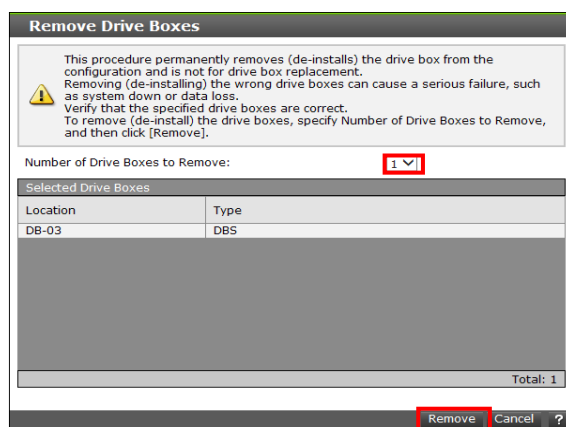 Remove Drive Boxes
This procedure permanently removes (de-installs) the drive box from the
configuration and is not for drive box replacement.
Removing (de-installing) the wrong drive boxes can cause a serious failure, such
as system down or data loss.
Verify that the specified drive boxes are correct.
To remove (de-install) the drive boxes, specify Number of Drive Boxes to Remove,
and then click [Remove].
Number of Drive Boxes to Remove: 1
Selected Drive Boxes
Location Type
DB-03 DBS
Total: 1
Remove Cancel ?